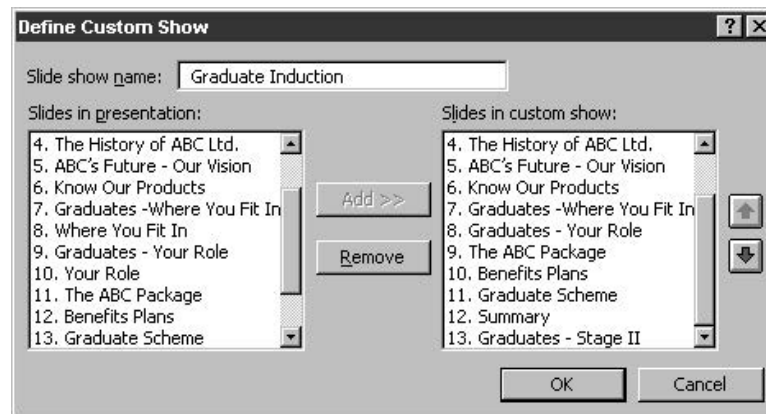 Define Custom Show
Slide show name: Graduate Induction
Slides in presentation:
4. The History of ABC Ltd.
5. ABC's Future - Our Vision
6. Know Our Products
7. Graduates -Where You Fit In
8. Where You Fit In
9. Graduates - Your Role
10. Your Role
11. The ABC Package
12. Benefits Plans
13. Graduate Scheme
Add >>
Remove
Slides in custom show:
4. The History of ABC Ltd.
5. ABC's Future - Our Vision
6. Know Our Products
7. Graduates -Where You Fit In
8. Graduates - Your Role
9. The ABC Package
10. Benefits Plans
11. Graduate Scheme
12. Summary
13. Graduates - Stage II
OK
Cancel